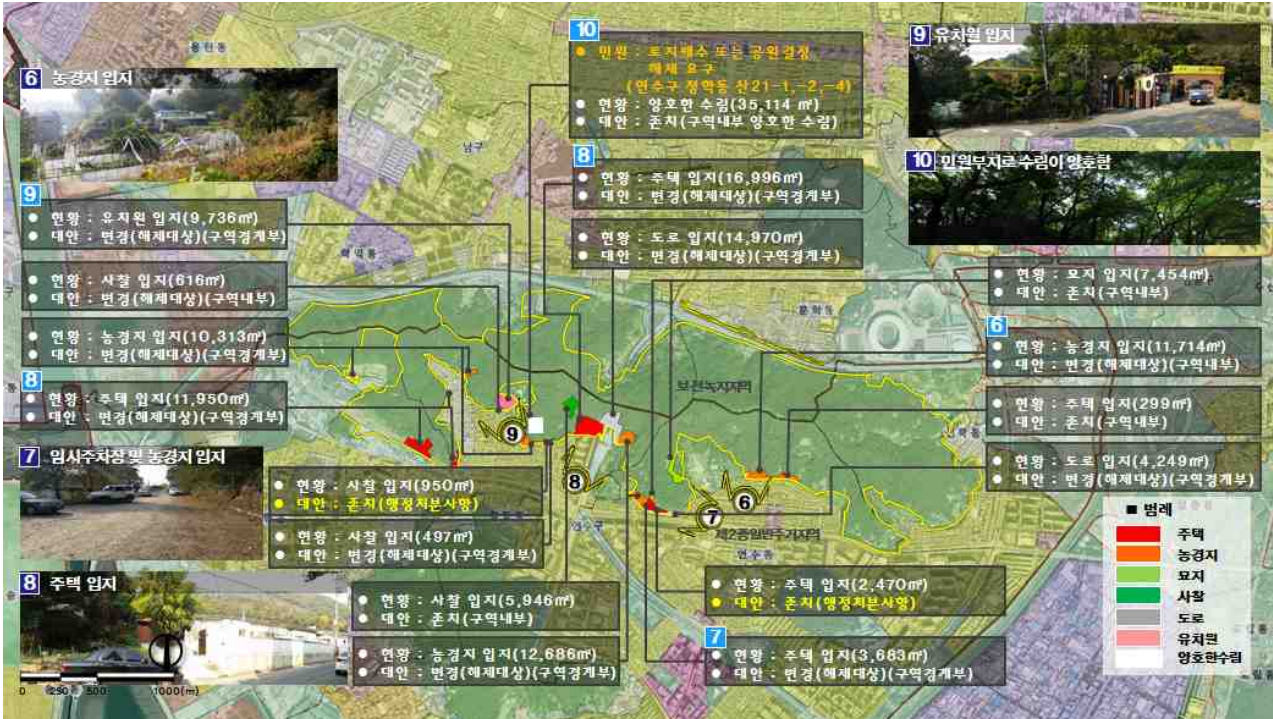 10
● 민원 : 토지매수 또는 공원결정
해제 요구
(연수구 청학동 산21-1,-2,-4)
● 현황 : 양호한 수림(35,114 ㎡)
● 대안 : 존치(구역내부 양호한 수림)
9 유치원 입지
6 농경지 입지
용현동
남구
8
● 현황 : 주택 입지(16,996㎡)
● 대안 : 변경(해제대상)(구역경계부)
10 민원부지로 수림이 양호함
9
● 현황 : 유치원 입지(9,736㎡)
● 대안 : 변경(해제대상)(구역경계부)
● 현황 : 도로 입지(14,970㎡)
● 대안 : 변경(해제대상)(구역경계부)
학익동
● 현황 : 사찰 입지(616㎡)
● 대안 : 변경(해제대상)(구역내부)
● 현황 : 묘지 입지(7,454㎡)
● 대안 : 존치(구역내부)
문학동
● 현황 : 농경지 입지(10,313㎡)
● 대안 : 변경(해제대상)(구역경계부)
6
● 현황 : 농경지 입지(11,714㎡)
● 대안 : 변경(해제대상)(구역내부)
8
● 현황 : 주택 입지(11,950㎡)
● 대안 : 변경(해제대상)(구역경계부)
보전녹지지역
● 현황 : 주택 입지(299㎡)
● 대안 : 존치(구역내부)
9
선학동
7 임시주차장 및 농경지 입지
● 현황 : 도로 입지(4,249㎡)
● 대안 : 변경(해제대상)(구역경계부)
● 현황 : 사찰 입지(950㎡)
● 대안 : 존치(행정처분사항)
8
6
7
● 현황 : 사찰 입지(497㎡)
● 대안 : 변경(해제대상)(구역경계부)
연수구
제2종일반주거지역
연수동
■ 범례
주택
농경지
묘지
사찰
도로
유치원
양호한수림
8 주택 입지
● 현황 : 사찰 입지(5,946㎡)
● 대안 : 존치(구역내부)
● 현황 : 주택 입지(2,470㎡)
● 대안 : 존치(행정처분사항)
● 현황 : 농경지 입지(12,686㎡)
● 대안 : 변경(해제대상)(구역경계부)
7
● 현황 : 주택 입지(3,683㎡)
● 대안 : 변경(해제대상)(구역경계부)
0 250 500 1000(m)